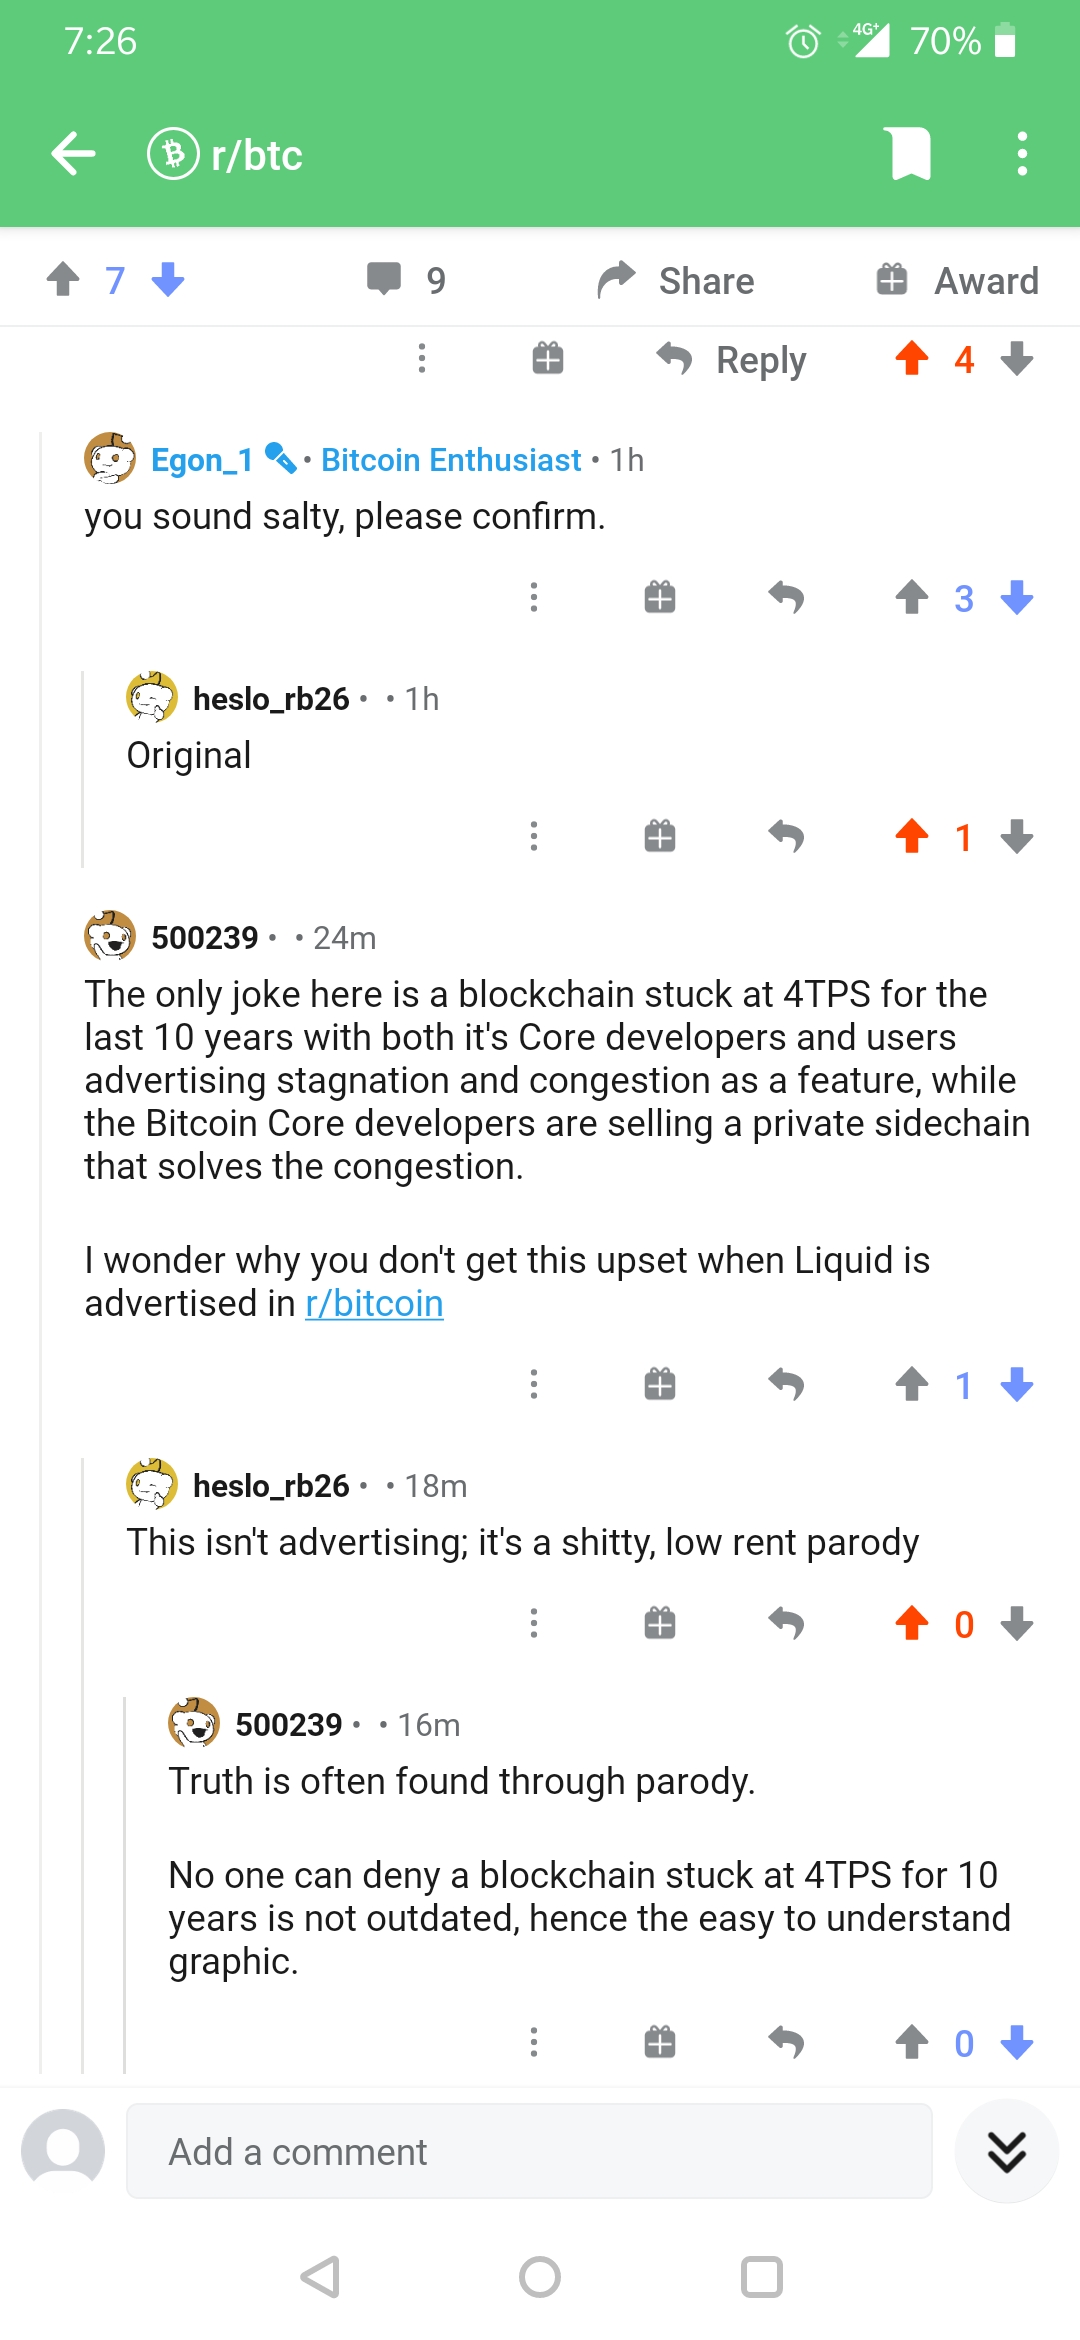 7:26
4G+ 70%
r/btc
7 9 Share Award
Reply 4
Egon_1 • Bitcoin Enthusiast • 1h
you sound salty, please confirm.
3
heslo_rb26 • • 1h
Original
1
500239 • • 24m
The only joke here is a blockchain stuck at 4TPS for the
last 10 years with both it's Core developers and users
advertising stagnation and congestion as a feature, while
the Bitcoin Core developers are selling a private sidechain
that solves the congestion.
I wonder why you don't get this upset when Liquid is
advertised in r/bitcoin
1
heslo_rb26 • • 18m
This isn't advertising; it's a shitty, low rent parody
0
500239 • • 16m
Truth is often found through parody.
No one can deny a blockchain stuck at 4TPS for 10
years is not outdated, hence the easy to understand
graphic.
0
Add a comment